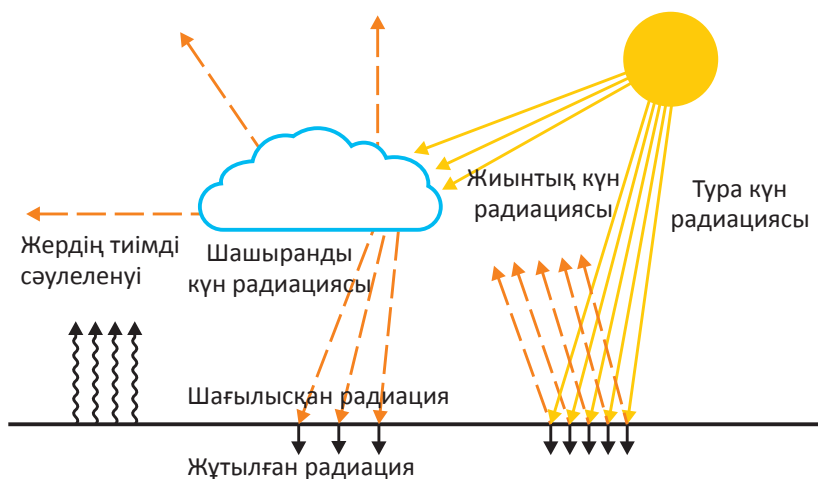 Жиынтық күн
радиациясы
Тура күн
радиациясы
Жердің тиімді
сәулеленуі
Шашыранды
күн радиациясы
Шағылысқан радиация
Жұтылған радиация